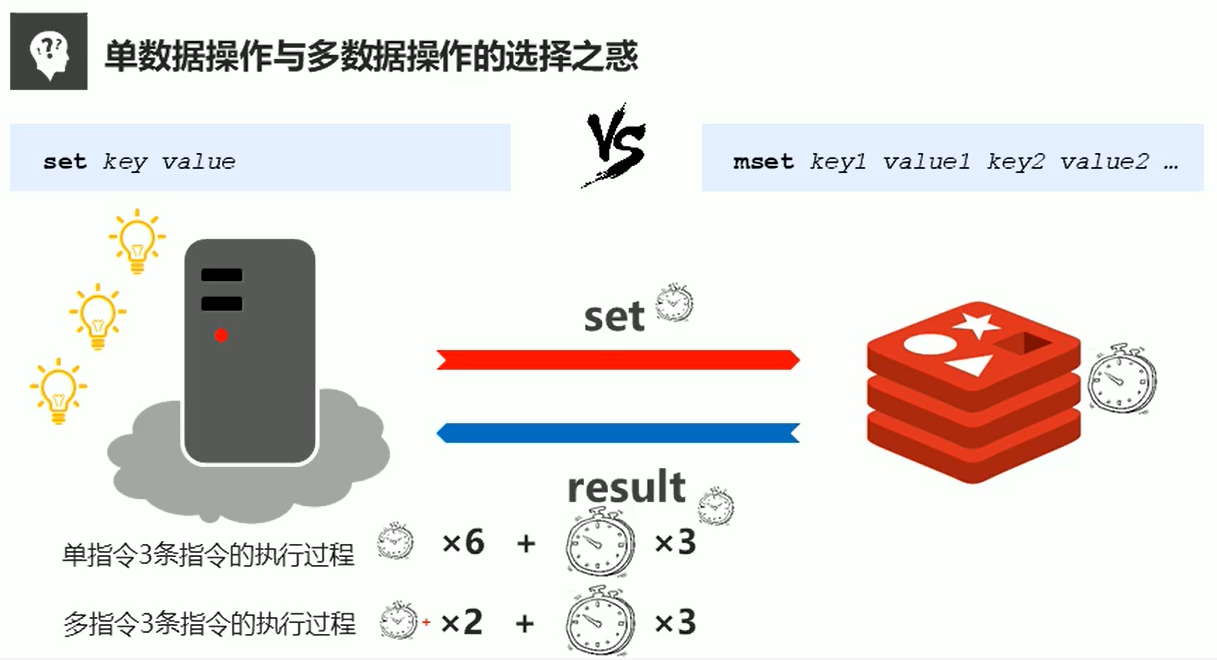 单数据操作与多数据操作的选择之惑
set key value
VS
mset key1 value1 key2 value2 …
set
result
单指令3条指令的执行过程 ×6 + ×3
多指令3条指令的执行过程 + ×2 + ×3